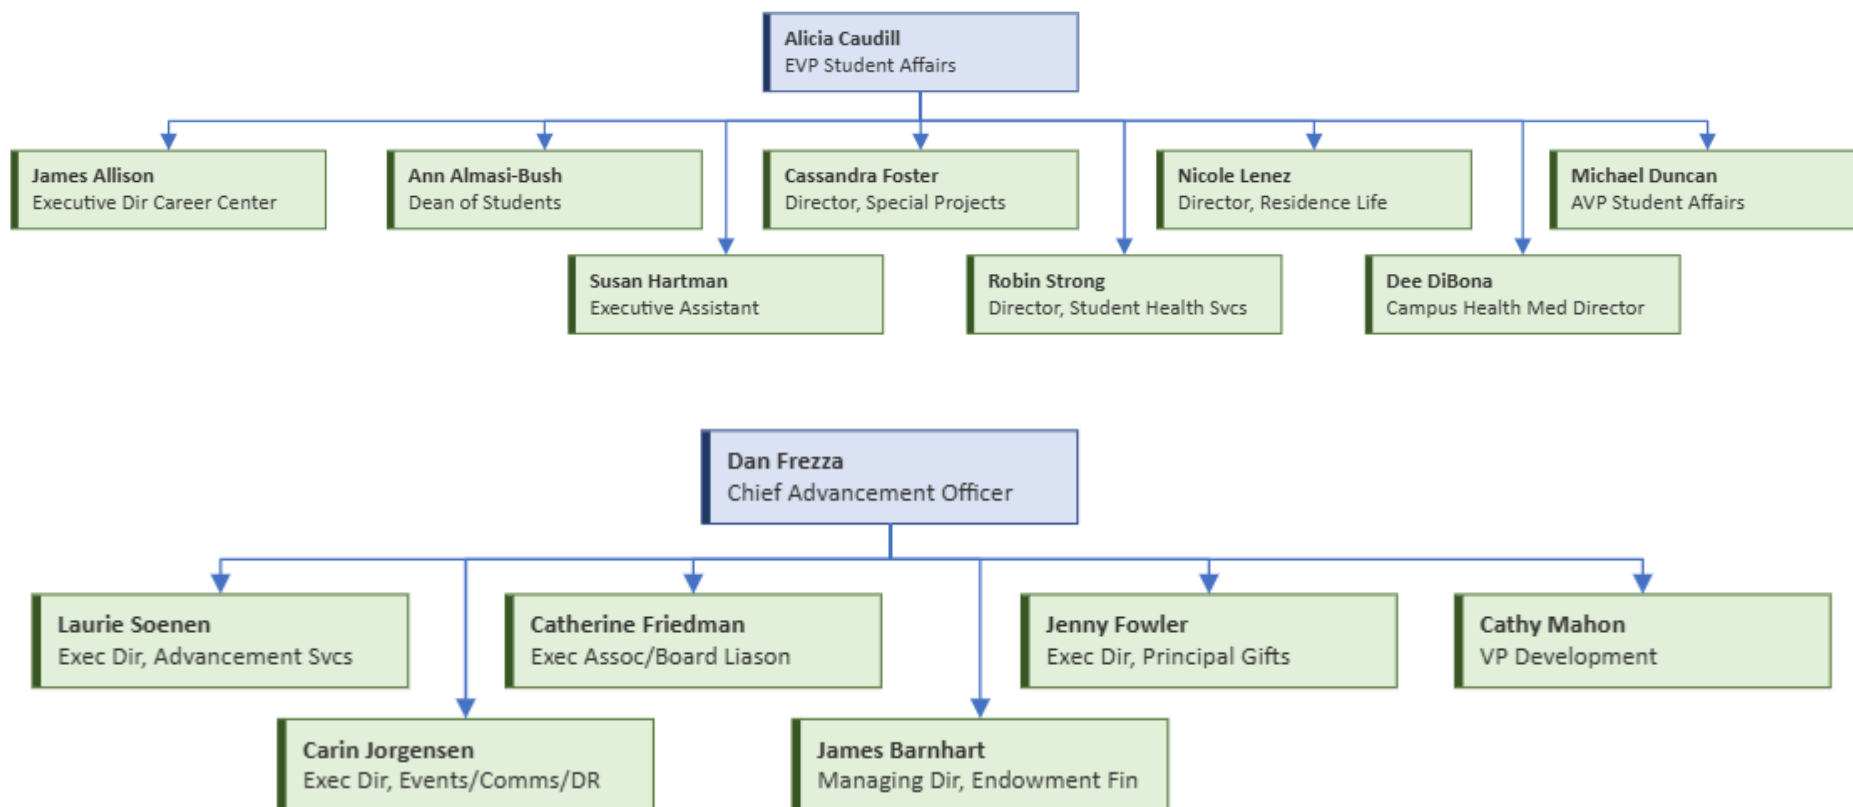 Alicia Caudill
EVP Student Affairs
James Allison
Executive Dir Career Center
Ann Almasi-Bush
Dean of Students
Cassandra Foster
Director, Special Projects
Nicole Lenez
Director, Residence Life
Michael Duncan
AVP Student Affairs
Susan Hartman
Executive Assistant
Robin Strong
Director, Student Health Svcs
Dee DiBona
Campus Health Med Director
Dan Frezza
Chief Advancement Officer
Laurie Soenen
Exec Dir, Advancement Svcs
Catherine Friedman
Exec Assoc/Board Liason
Jenny Fowler
Exec Dir, Principal Gifts
Cathy Mahon
VP Development
Carin Jorgensen
Exec Dir, Events/Comms/DR
James Barnhart
Managing Dir, Endowment Fin